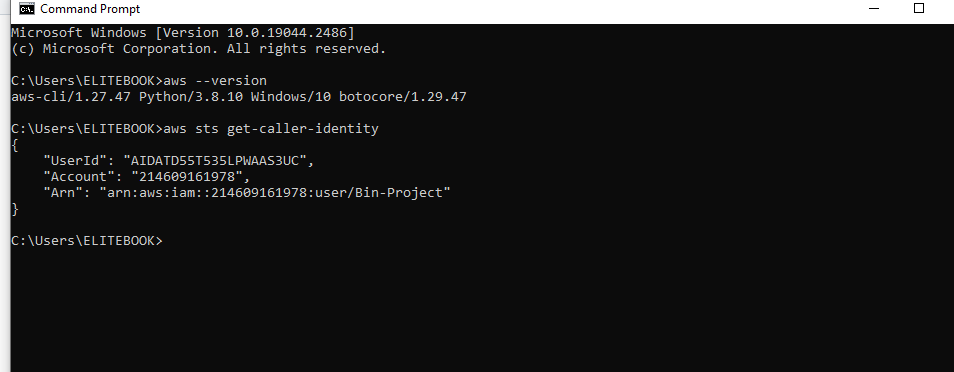 Command Prompt
Microsoft Windows [Version 10.0.19044.2486]
(c) Microsoft Corporation. All rights reserved.
C:\Users\ELITEBOOK>aws --version
aws-cli/1.27.47 Python/3.8.10 Windows/10 botocore/1.29.47
C:\Users\ELITEBOOK>aws sts get-caller-identity
{
    "UserId": "AIDATD55T535LPWAAS3UC",
    "Account": "214609161978",
    "Arn": "arn:aws:iam::214609161978:user/Bin-Project"
}
C:\Users\ELITEBOOK>